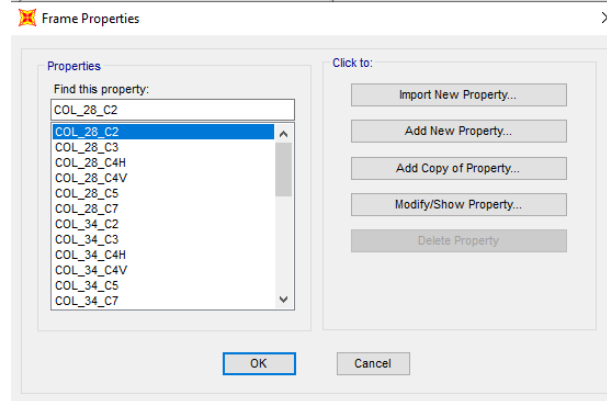 Frame Properties
Properties
Find this property:
COL_28_C2
COL_28_C2
COL_28_C3
COL_28_C4H
COL_28_C4V
COL_28_C5
COL_28_C7
COL_34_C2
COL_34_C3
COL_34_C4H
COL_34_C4V
COL_34_C5
COL_34_C7
Click to:
Import New Property...
Add New Property...
Add Copy of Property...
Modify/Show Property...
Delete Property
OK
Cancel